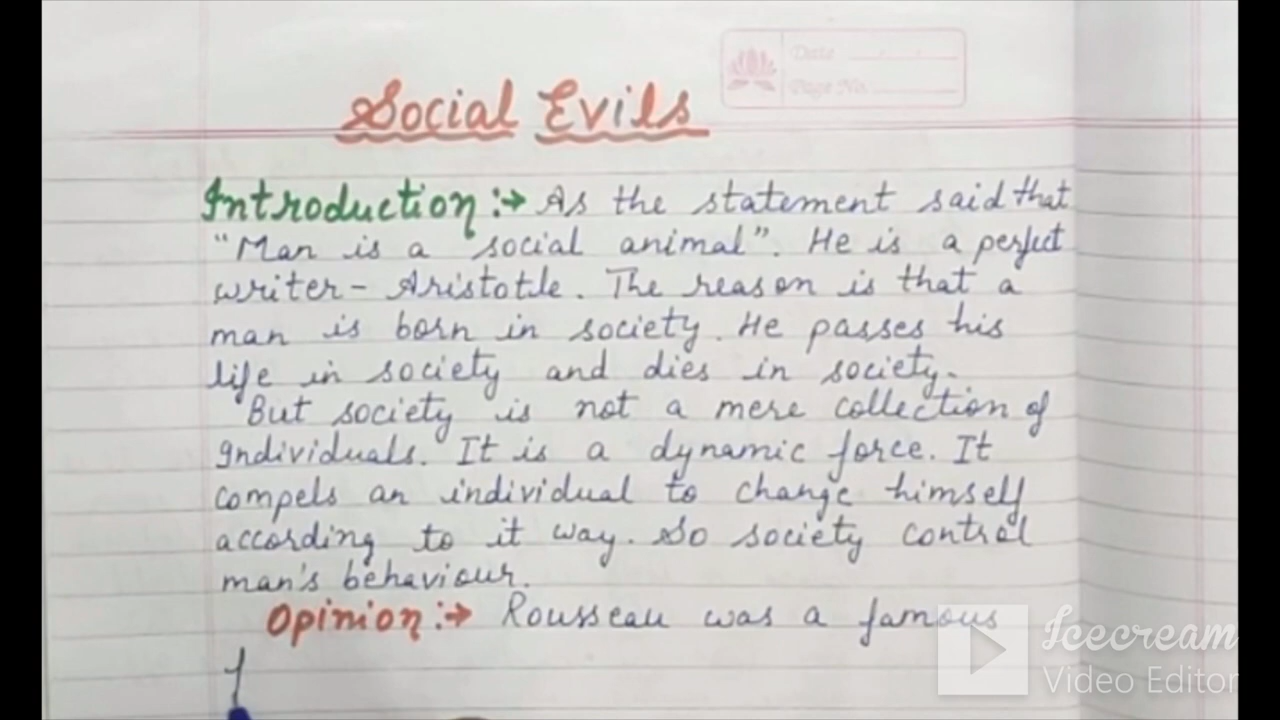 Date
Page No.
Social Evils
Introduction :→ As the statement said that
"Man is a social animal". He is a perfect
writer - Aristotle. The reason is that a
man is born in society. He passes his
life in society and dies in society.
But society is not a mere collection of
Individuals. It is a dynamic force. It
compels an individual to change himself
according to it way. So society control
man's behaviour.
Opinion :→ Rousseau was a famous
Icecream
Video Editor